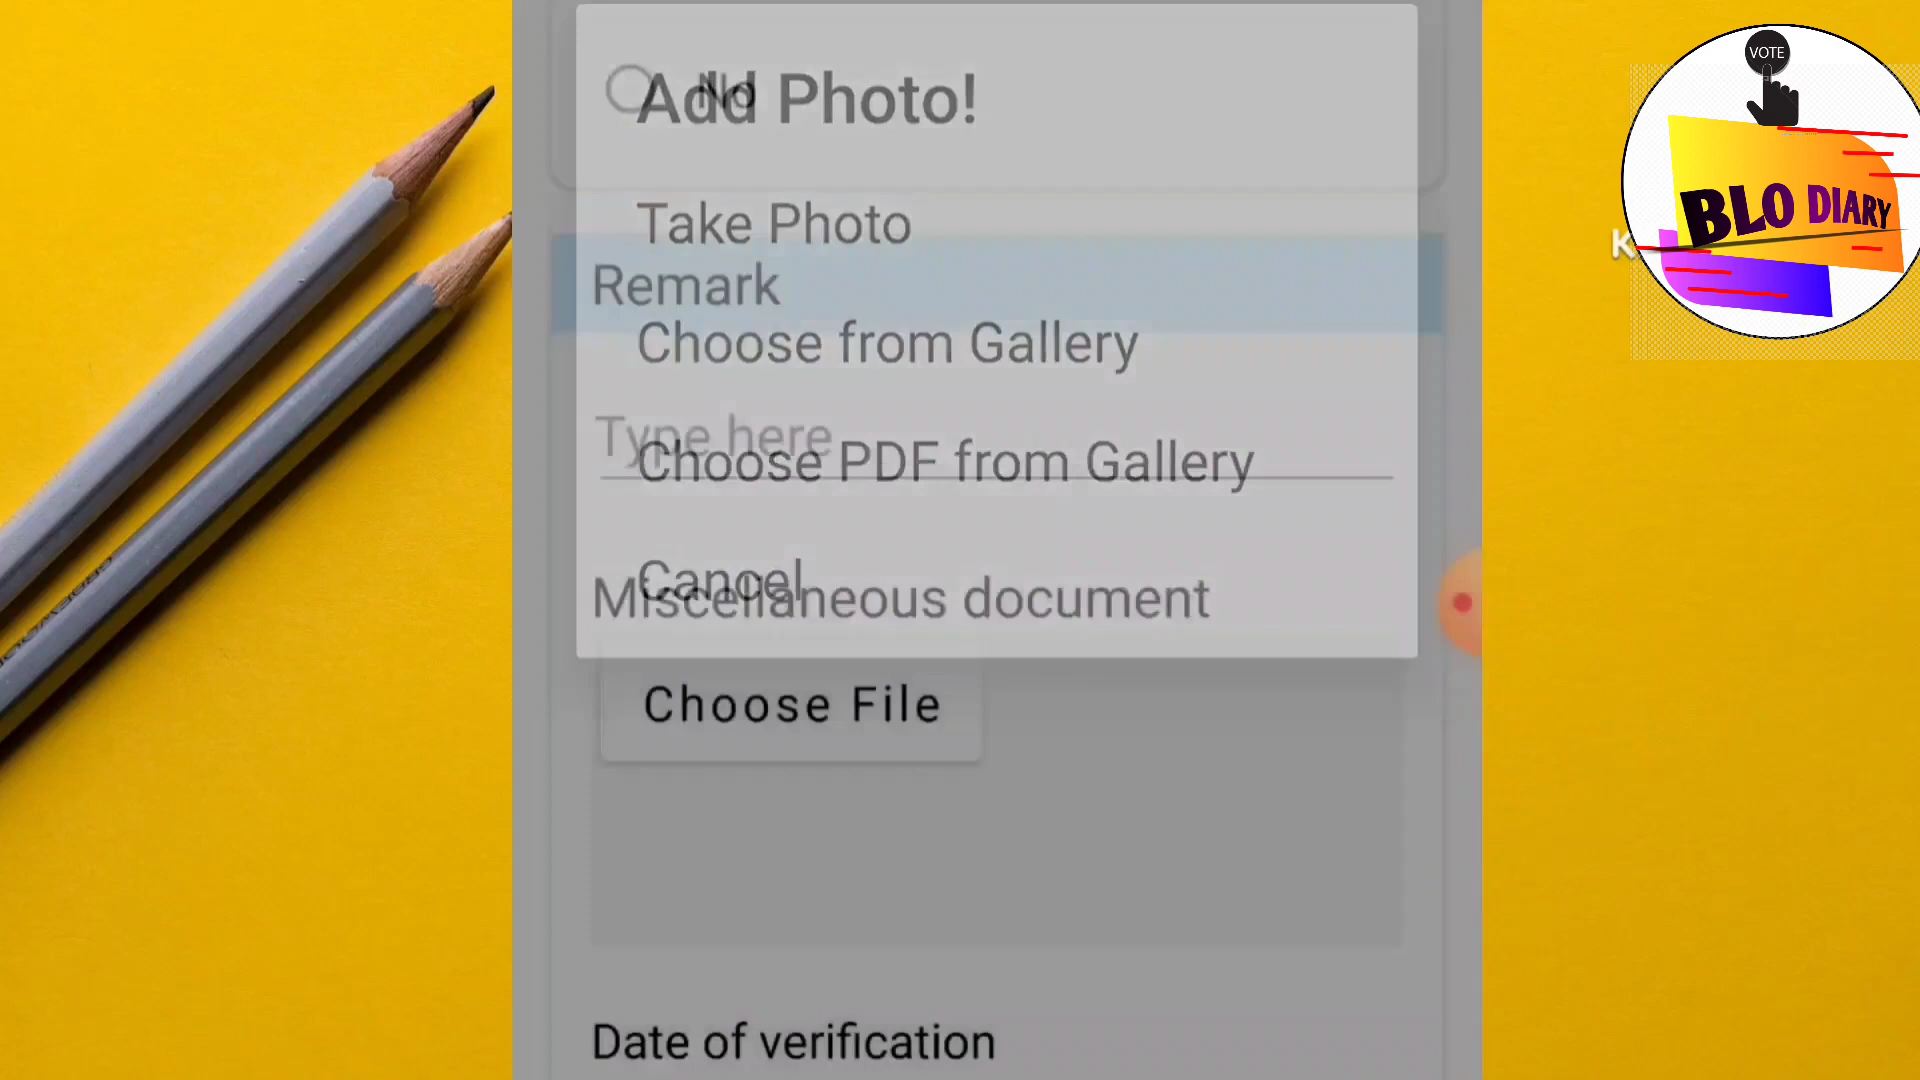 No
Add Photo!
Take Photo
Remark
Choose from Gallery
Type here
Choose PDF from Gallery
Cancel
Miscellaneous document
Choose File
Date of verification
VOTE
BLO DIARY
K